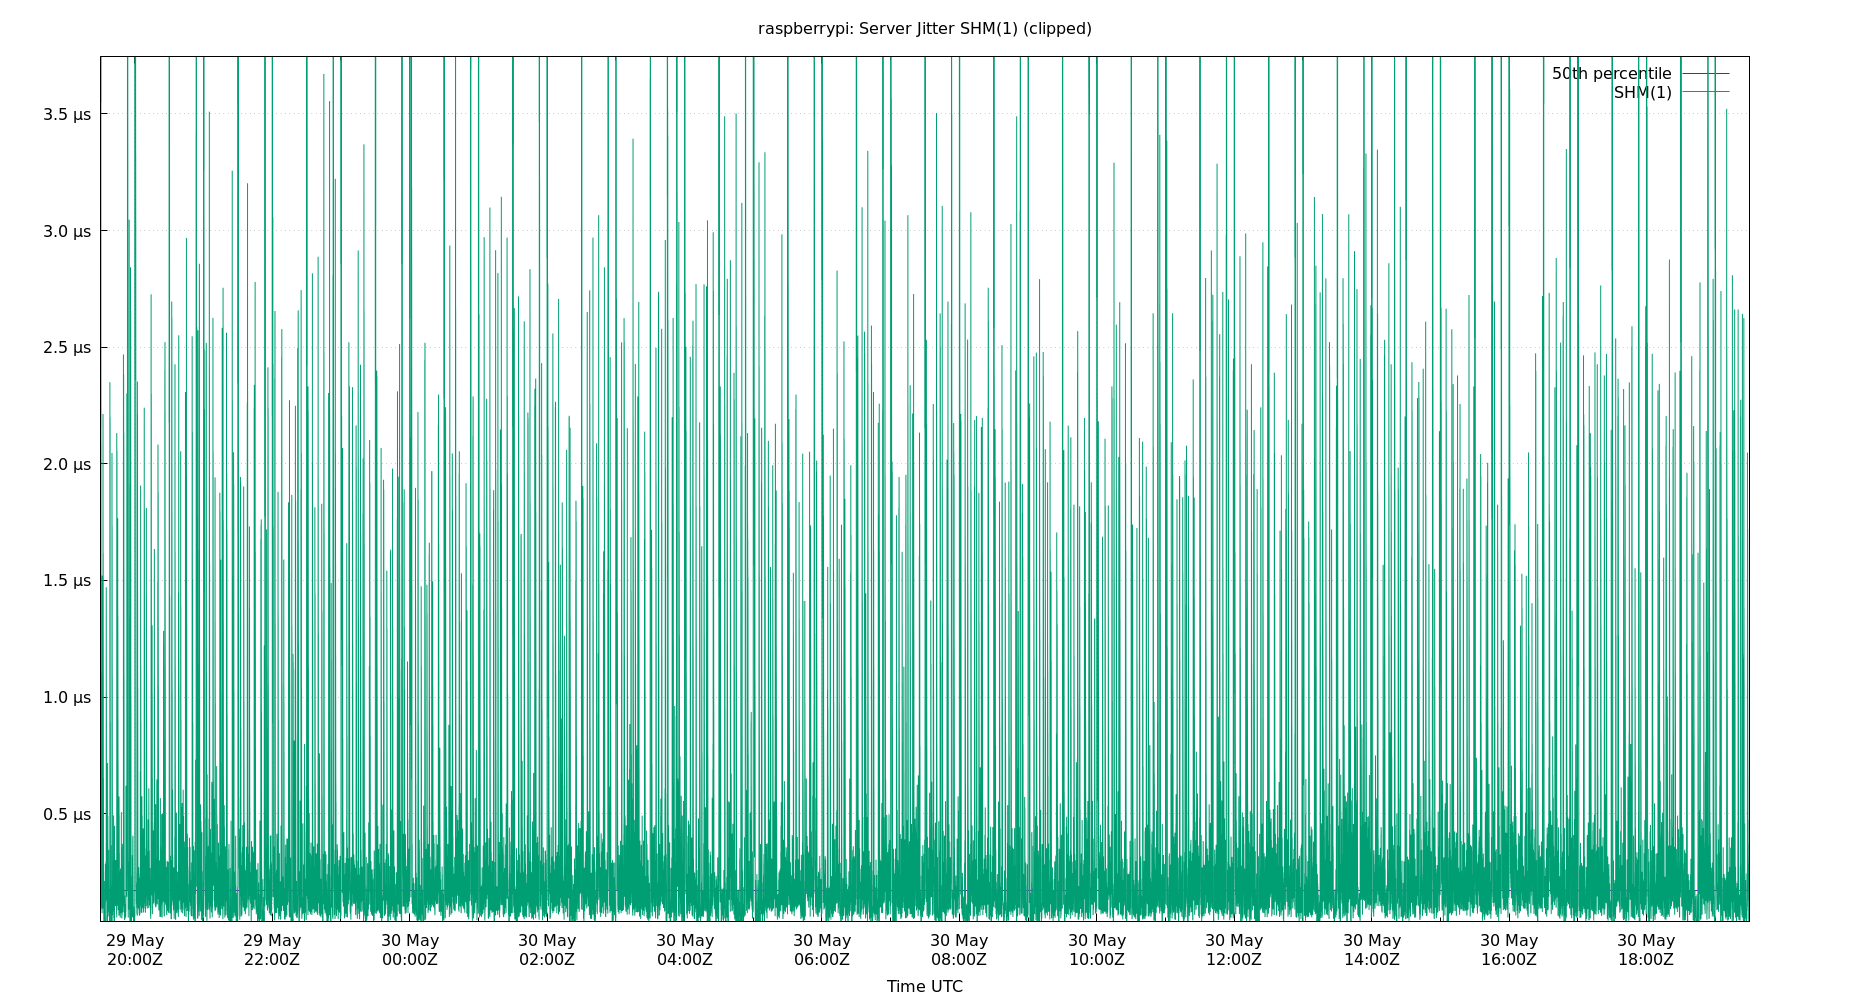 raspberrypi: Server Jitter SHM(1) (clipped)
50th percentile
SHM(1)
3.5 µs
3.0 µs
2.5 µs
2.0 µs
1.5 µs
1.0 µs
0.5 µs
29 May 29 May 30 May 30 May 30 May 30 May 30 May 30 May 30 May 30 May 30 May 30 May
20:00Z 22:00Z 00:00Z 02:00Z 04:00Z 06:00Z 08:00Z 10:00Z 12:00Z 14:00Z 16:00Z 18:00Z
Time UTC